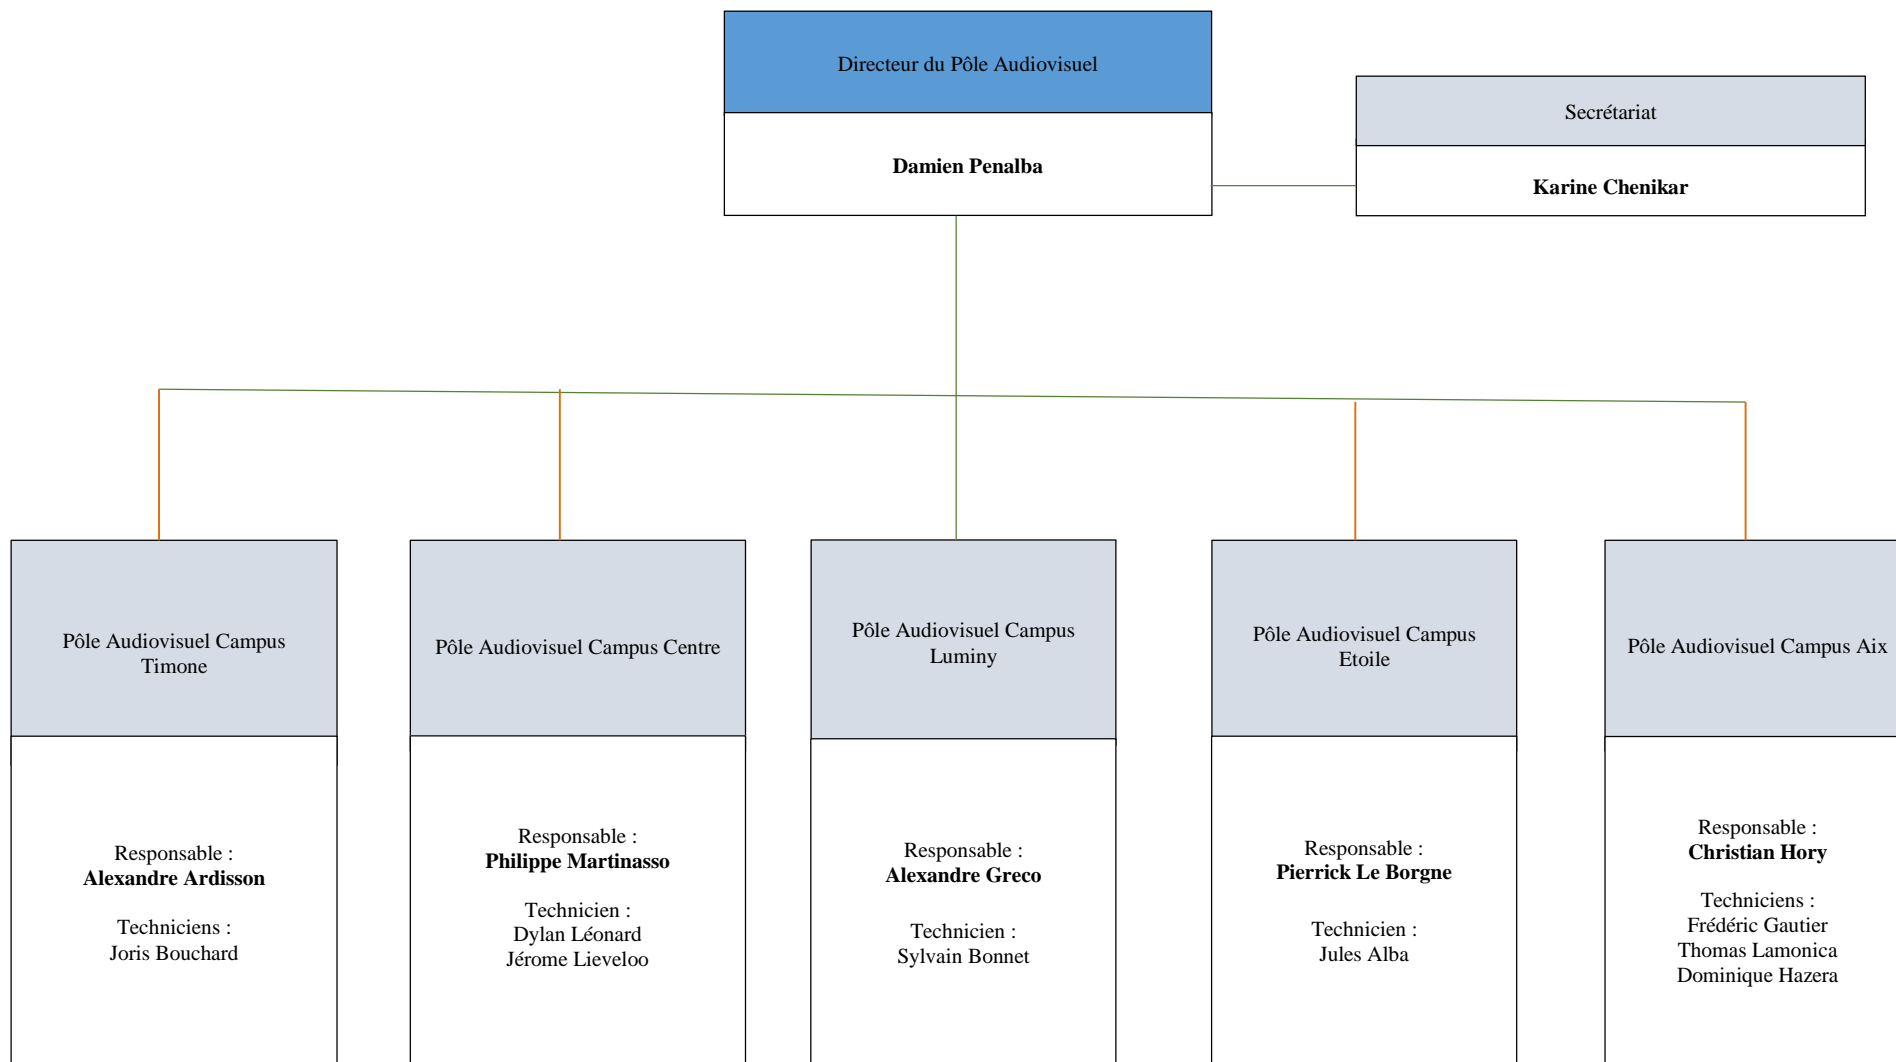 Directeur du Pôle Audiovisuel
Damien Penalba
Secrétariat
Karine Chenikar
Pôle Audiovisuel Campus
Timone
Responsable :
Alexandre Ardisson
Techniciens :
Joris Bouchard
Pôle Audiovisuel Campus Centre
Responsable :
Philippe Martinasso
Technicien :
Dylan Léonard
Jérome Lieveloo
Pôle Audiovisuel Campus
Luminy
Responsable :
Alexandre Greco
Technicien :
Sylvain Bonnet
Pôle Audiovisuel Campus
Etoile
Responsable :
Pierrick Le Borgne
Technicien :
Jules Alba
Pôle Audiovisuel Campus Aix
Responsable :
Christian Hory
Techniciens :
Frédéric Gautier
Thomas Lamonica
Dominique Hazera